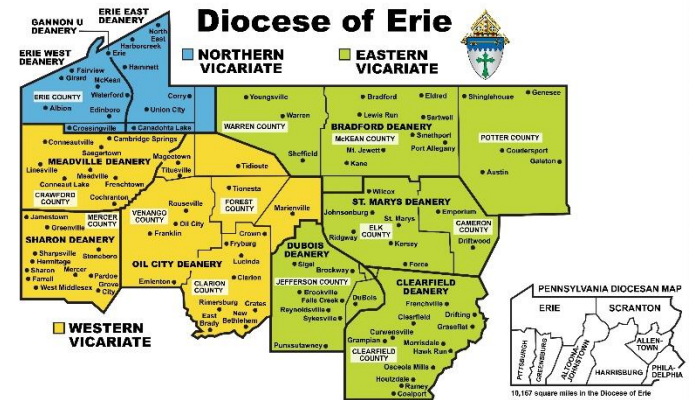 Diocese of Erie
ERIE EAST
DEANERY
GANNON U
DEANERY
ERIE WEST
DEANERY
NORTHERN
VICARIATE
EASTERN
VICARIATE
North
East
Harborcreek
Erie
Fairview
Girard
McKean
Hammett
Waterford
ERIE COUNTY
Albion
Edinboro
Corry
Union City
Crossingville
Canadohta Lake
Youngsville
Warren
WARREN COUNTY
Sheffield
Bradford
Eldred
Lewis Run
Sartwell
BRADFORD DEANERY
McKEAN COUNTY
Smethport
Mt. Jewett
Port Allegany
Kane
Shinglehouse
Genesee
POTTER COUNTY
Coudersport
Galeton
Austin
Conneautville
Cambridge Springs
Saegertown
MEADVILLE DEANERY
Mageetown
Titusville
Linesville
Meadville
Conneaut Lake
Frenchtown
CRAWFORD
COUNTY
Cochranton
Tidioute
Tionesta
FOREST
COUNTY
Marienville
Rouseville
VENANGO
COUNTY
Oil City
Franklin
Jamestown
MERCER
COUNTY
Greenville
SHARON DEANERY
Stoneboro
Sharpsville
Hermitage
Sharon
Mercer
Farrell
Pardoe
Grove
City
West Middlesex
OIL CITY DEANERY
Emlenton
Crown
Fryburg
Lucinda
Clarion
CLARION
COUNTY
Rimersburg
Crates
East
Brady
New
Bethlehem
Wilcox
ST. MARYS DEANERY
Johnsonburg
St. Marys
Emporium
ELK
COUNTY
CAMERON
COUNTY
Ridgway
Kersey
Driftwood
Force
DUBOIS
DEANERY
Sigel
Brockway
JEFFERSON COUNTY
Brookville
Falls Creek
DuBois
Reynoldsville
Sykesville
Punxsutawney
CLEARFIELD
DEANERY
Frenchville
Clearfield
Drifting
Grassflat
Curwensville
Grampian
Morrisdale
Hawk Run
CLEARFIELD
COUNTY
Osceola Mills
Houtzdale
Ramey
Coalport
WESTERN
VICARIATE
PENNSYLVANIA DIOCESAN MAP
ERIE
SCRANTON
PITTSBURGH
GREENSBURG
ALTOONA-
JOHNSTOWN
HARRISBURG
ALLEN-
TOWN
PHILA-
DELPHIA
10,167 square miles in the Diocese of Erie